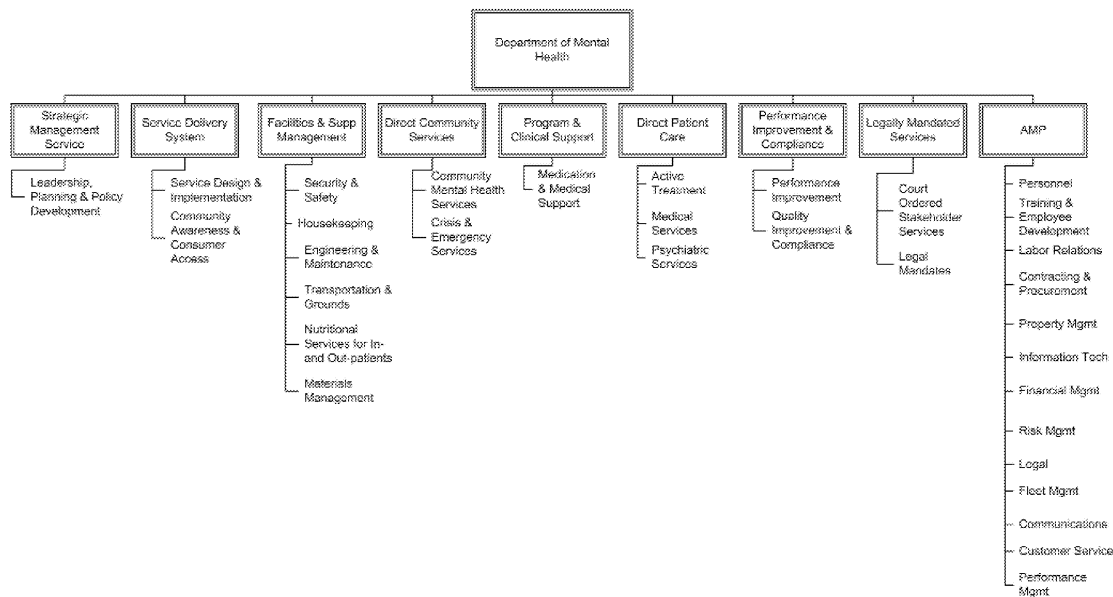 Department of Mental
Health
Strategic
Management
Service
Leadership,
Planning & Policy
Development
Service Delivery
System
Service Design &
Implementation
Community
Awareness &
Consumer
Access
Facilities & Supp
Management
Security &
Safety
Housekeeping
Engineering &
Maintenance
Transportation &
Grounds
Nutritional
Services for In-
and Out-patients
Materials
Management
Direct Community
Services
Community
Mental Health
Services
Crisis &
Emergency
Services
Program &
Clinical Support
Medication
& Medical
Support
Direct Patient
Care
Active
Treatment
Medical
Services
Psychiatric
Services
Performance
Improvement &
Compliance
Performance
Improvement
Quality
Improvement &
Compliance
Legally Mandated
Services
Court
Ordered
Stakeholder
Services
Legal
Mandates
AMP
Personnel
Training &
Employee
Development
Labor Relations
Contracting &
Procurement
Property Mgmt
Information Tech
Financial Mgmt
Risk Mgmt
Legal
Fleet Mgmt
Communications
Customer Service
Performance
Mgmt